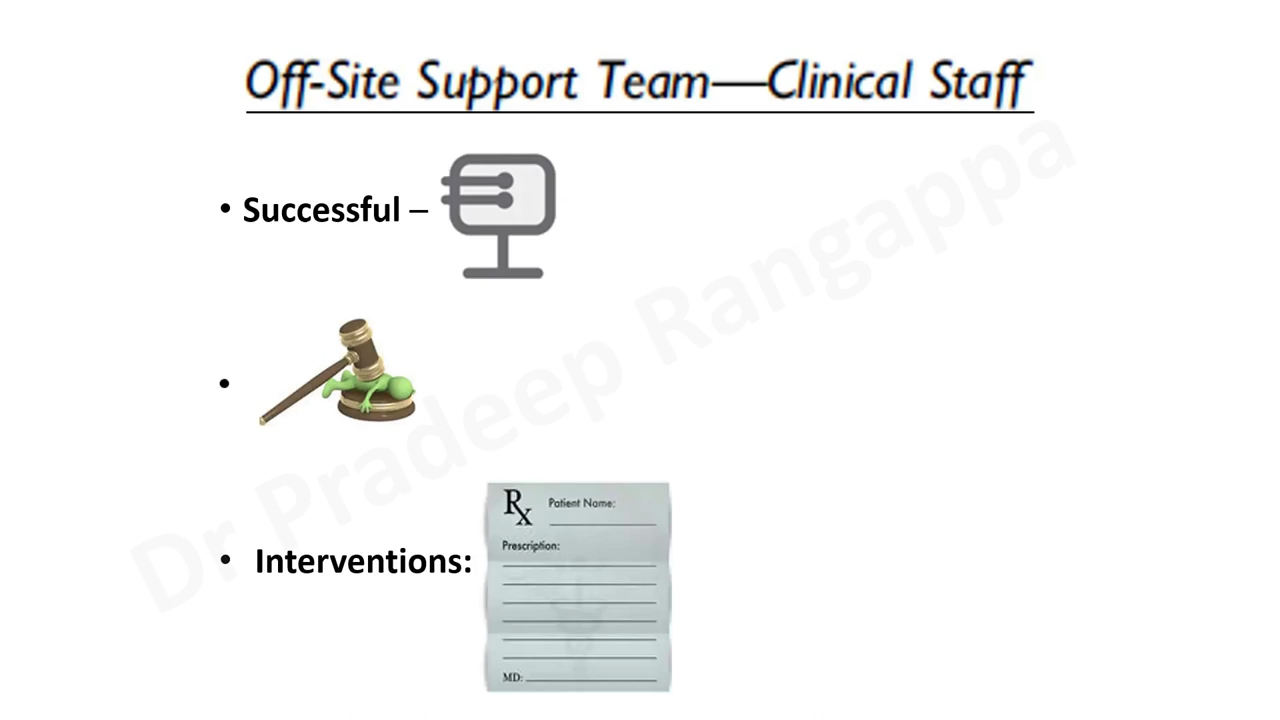 Off-Site Support Team—Clinical Staff
• Successful –
•
• Interventions:
Rx Patient Name:
Prescription:
MD:
Dr Pradeep Rangappa